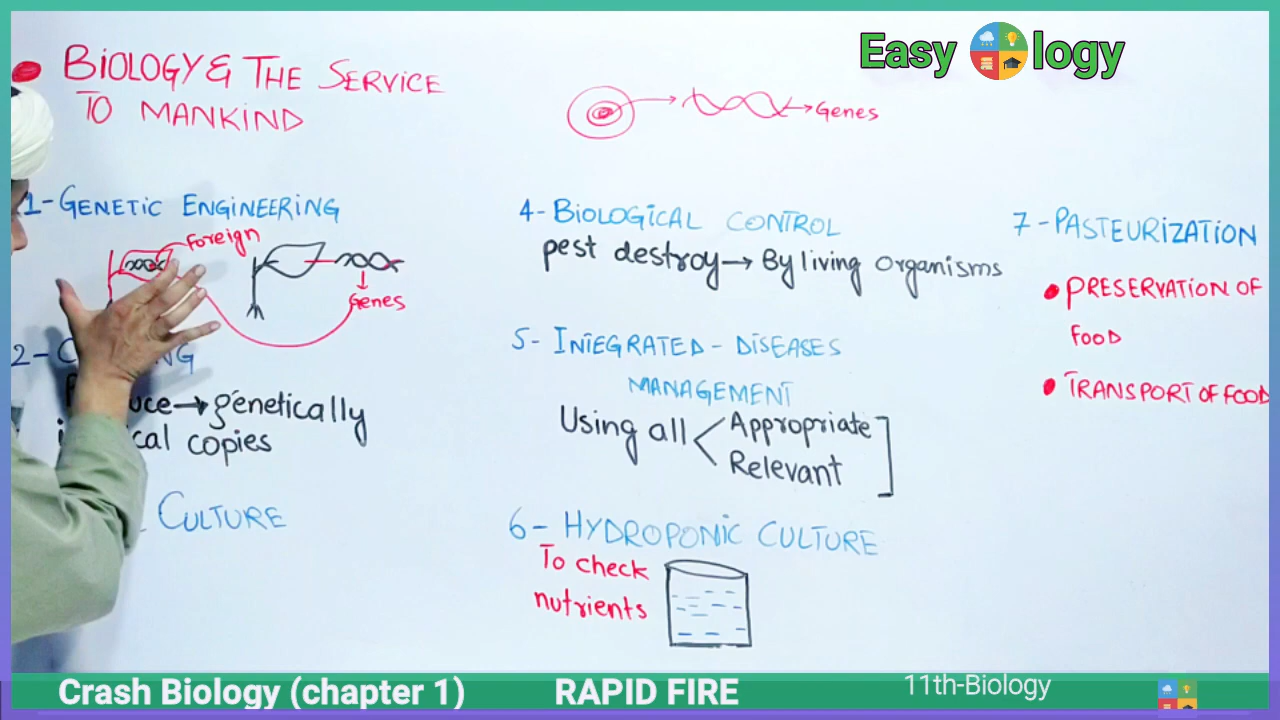 Easy ology
BIOLOGY & THE SERVICE
TO MANKIND
Genes
1- GENETIC ENGINEERING
Foreign
Genes
genetically
copies
CULTURE
4- BIOLOGICAL CONTROL
pest destroy → By living organisms
5- INTEGRATED - DISEASES
MANAGEMENT
Using all
Appropriate
Relevant
6- HYDROPONIC CULTURE
To check
nutrients
7- PASTEURIZATION
PRESERVATION OF
FOOD
TRANSPORT OF FOOD
Crash Biology (chapter 1) RAPID FIRE 11th-Biology